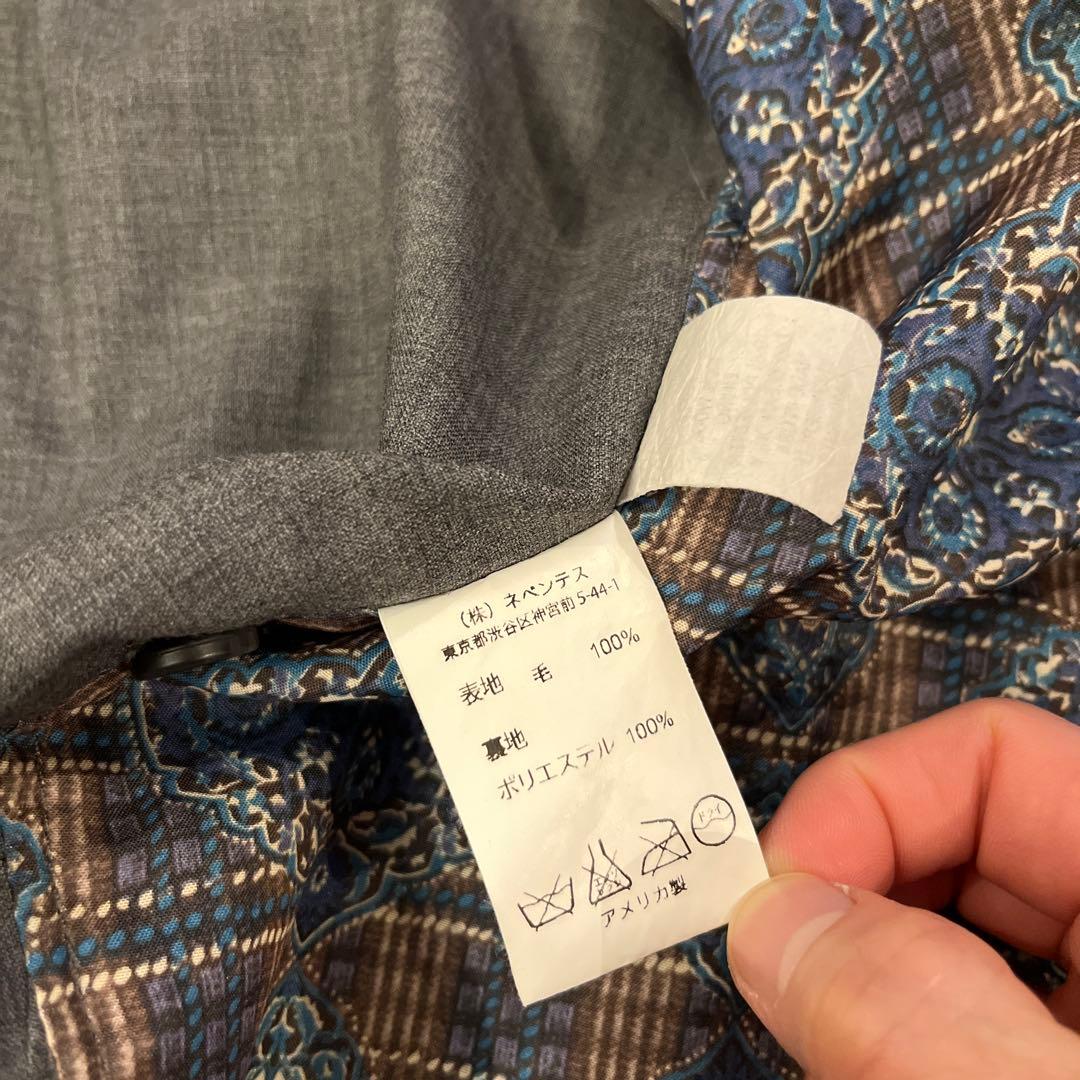 (株) ネペンテス
東京都渋谷区神宮前5-44-1
表地 毛 100%
裏地
ポリエステル 100%
ドライ
アメリカ製